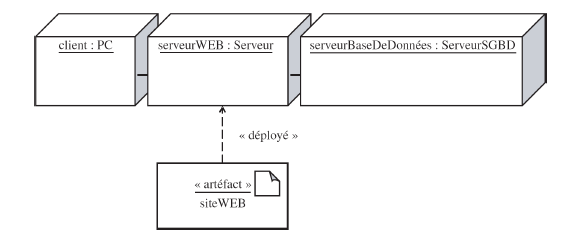 client : PC
serveurWEB : Serveur
serveurBaseDeDonnées : ServeurSGBD
« déployé »
« artéfact »
siteWEB